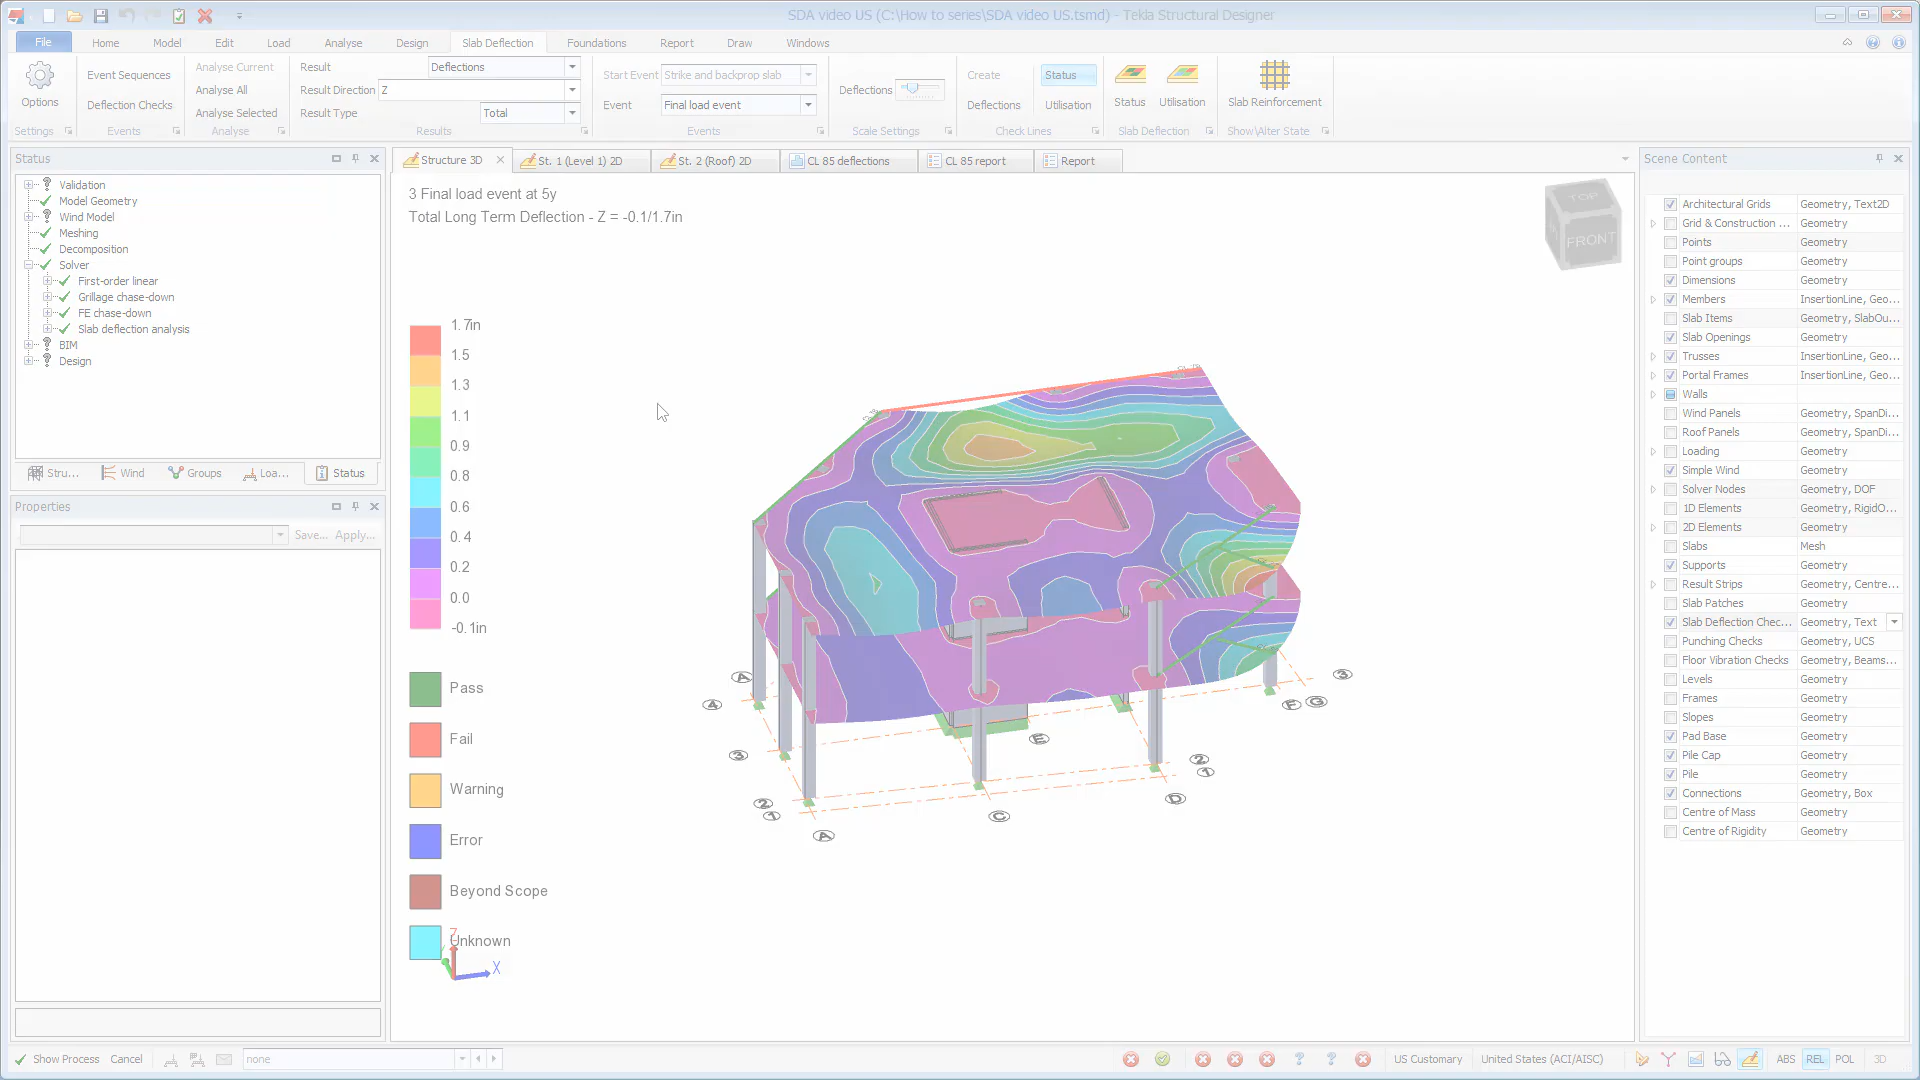 SDA video US (C:\How to series\SDA video US.tsmd) - Tekla Structural Designer
File Home Model Edit Load Analyse Design Slab Deflection Foundations Report Draw Windows
Options
Settings
Event Sequences
Deflection Checks
Events
Analyse Current
Analyse All
Analyse Selected
Analyse
Result Deflections
Result Direction Z
Result Type Total
Results
Start Event Strike and backprop slab
Event Final load event
Events
Deflections
Scale Settings
Create Status
Deflections Utilisation
Check Lines
Status Utilisation
Slab Deflection
Slab Reinforcement
Show\Alter State
Status
Validation
Model Geometry
Wind Model
Meshing
Decomposition
Solver
First-order linear
Grillage chase-down
FE chase-down
Slab deflection analysis
BIM
Design
Stru... Wind Groups Loa... Status
Properties
Save... Apply...
Structure 3D St. 1 (Level 1) 2D St. 2 (Roof) 2D CL 85 deflections CL 85 report Report
3 Final load event at 5y
Total Long Term Deflection - Z = -0.1/1.7in
1.7in
1.5
1.3
1.1
0.9
0.8
0.6
0.4
0.2
0.0
-0.1in
Pass
Fail
Warning
Error
Beyond Scope
Unknown
Z
X
TOP
FRONT
A
4
3
2
1
A
C
E
D
2
1
F
G
3
Scene Content
Architectural Grids Geometry, Text2D
Grid & Construction ... Geometry
Points Geometry
Point groups Geometry
Dimensions Geometry
Members InsertionLine, Geo...
Slab Items Geometry, SlabOu...
Slab Openings Geometry
Trusses InsertionLine, Geo...
Portal Frames InsertionLine, Geo...
Walls
Wind Panels Geometry, SpanDi...
Roof Panels Geometry, SpanDi...
Loading Geometry
Simple Wind Geometry
Solver Nodes Geometry, DOF
1D Elements Geometry, RigidO...
2D Elements Geometry
Slabs Mesh
Supports Geometry
Result Strips Geometry, Centre...
Slab Patches Geometry
Slab Deflection Chec... Geometry, Text
Punching Checks Geometry, UCS
Floor Vibration Checks Geometry, Beams...
Levels Geometry
Frames Geometry
Slopes Geometry
Pad Base Geometry
Pile Cap Geometry
Pile Geometry
Connections Geometry, Box
Centre of Mass Geometry
Centre of Rigidity Geometry
Show Process Cancel none US Customary United States (ACI/AISC) ABS REL POL 3D